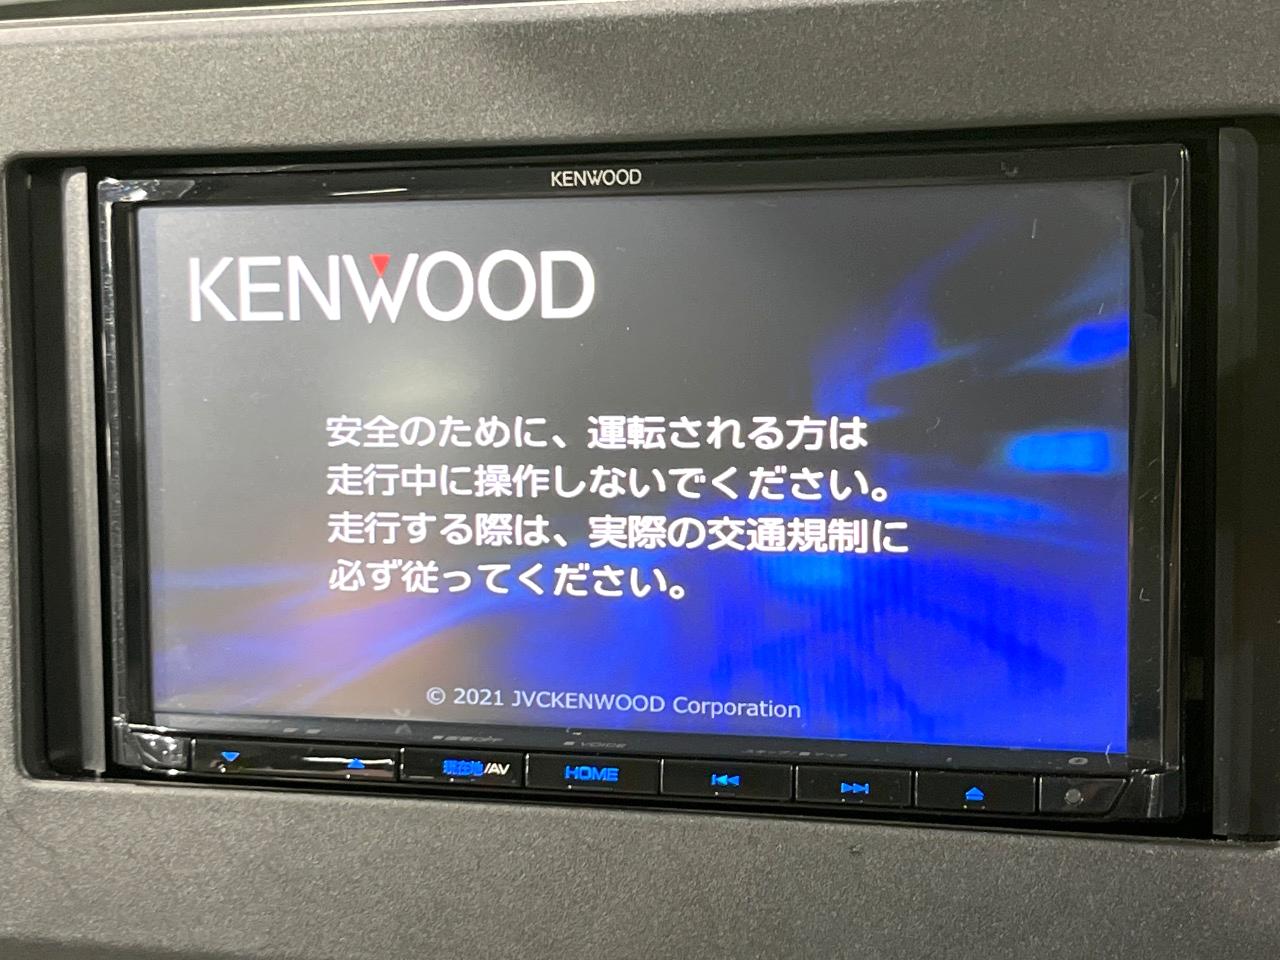 KENWOOD
KENWOOD
安全のために、運転される方は
走行中に操作しないでください。
走行する際は、実際の交通規制に
必ず従ってください。
© 2021 JVCKENWOOD Corporation
VOICE
現在地/AV
HOME